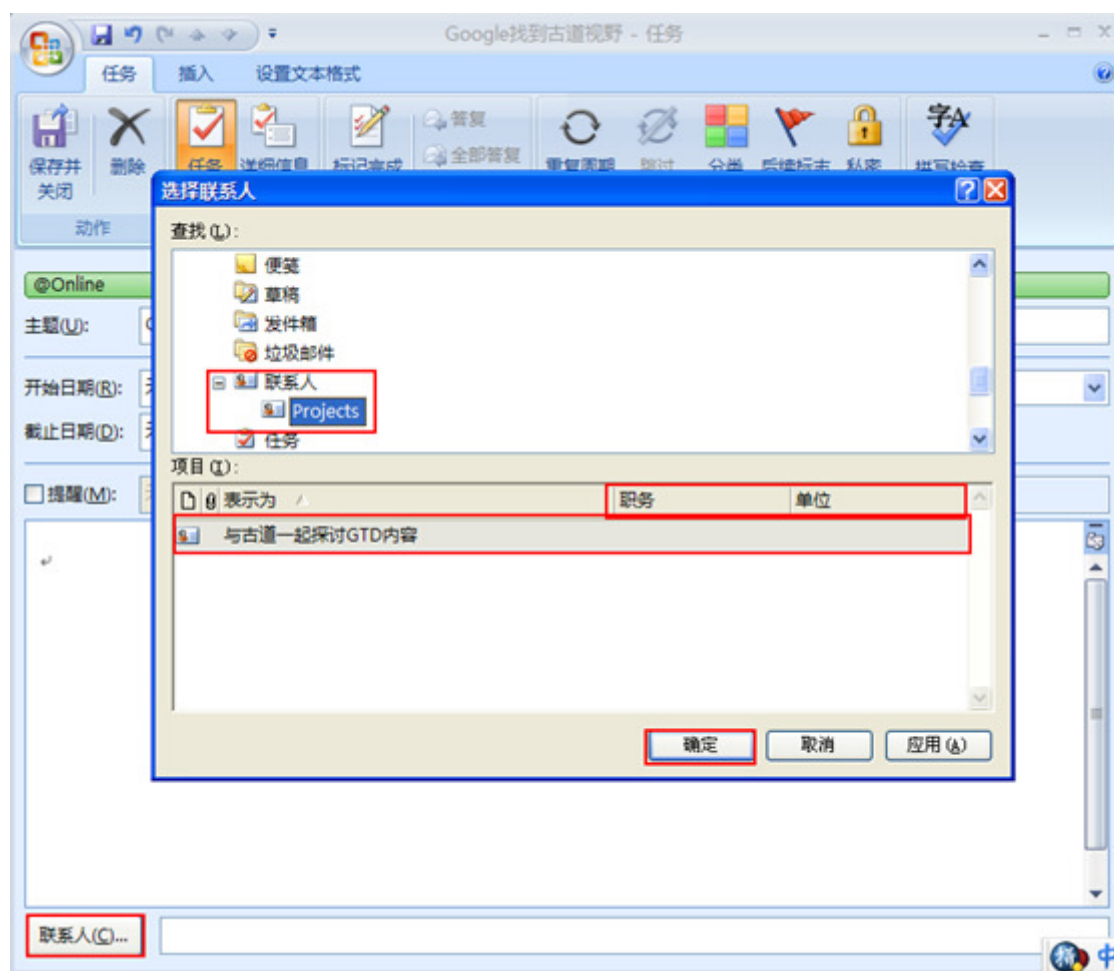 Google找到古道视野 - 任务
任务 插入 设置文本格式
保存并关闭 删除 任务 详细信息 标记完成 答复 全部答复 重复周期 跳过 分类 后续标志 私密 拼写检查
动作
选择联系人
查找(L):
便笺
草稿
发件箱
垃圾邮件
联系人
Projects
任务
项目(I):
表示为 职务 单位
与古道一起探讨GTD内容
确定 取消 应用(A)
@Online
主题(U):
开始日期(R):
截止日期(D):
提醒(M):
联系人(C)...
中